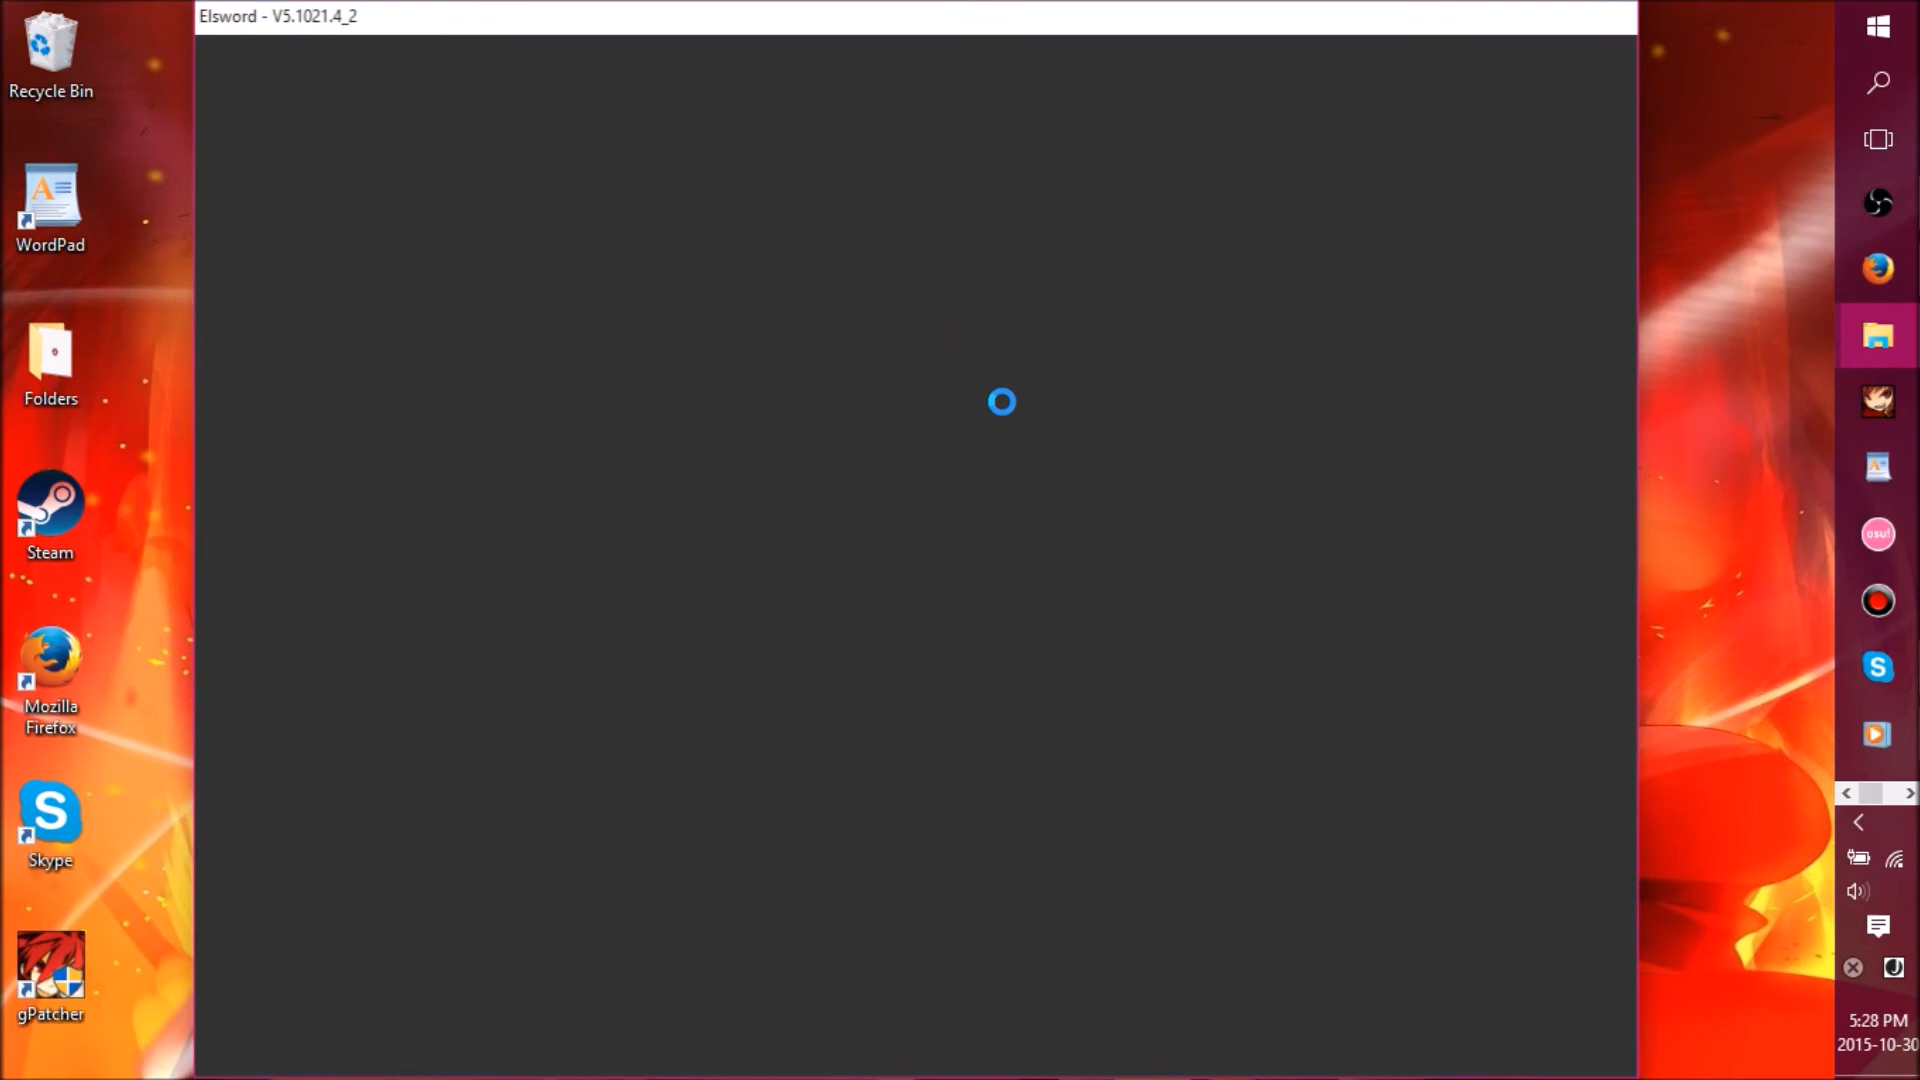 Elsword - V5.1021.4_2
Recycle Bin
WordPad
Folders
Steam
Mozilla
Firefox
Skype
gPatcher
osu!
5:28 PM
2015-10-30